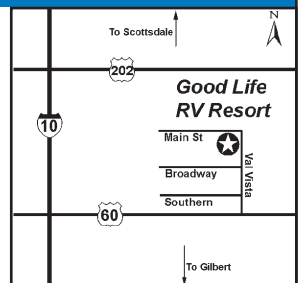 N
To Scottsdale
202
Good Life
RV Resort
10
Main St
Val Vista
Broadway
Southern
60
To Gilbert